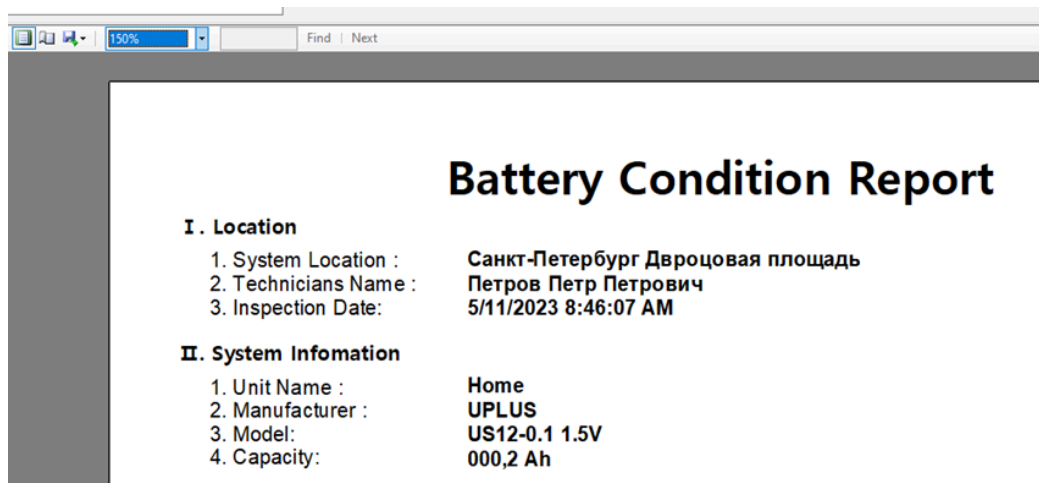 150% Find | Next
Battery Condition Report
I. Location
1. System Location : Санкт-Петербург Двроцовая площадь
2. Technicians Name : Петров Петр Петрович
3. Inspection Date: 5/11/2023 8:46:07 AM
II. System Infomation
1. Unit Name : Home
2. Manufacturer : UPLUS
3. Model: US12-0.1 1.5V
4. Capacity: 000,2 Ah